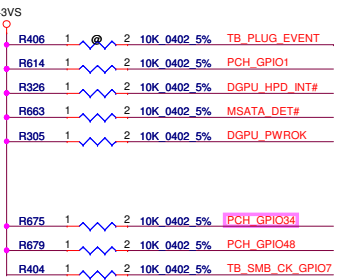 3VS
R406 1 @ 2 10K_0402_5% TB_PLUG_EVENT
R614 1 2 10K_0402_5% PCH_GPIO1
R326 1 2 10K_0402_5% DGPU_HPD_INT#
R663 1 2 10K_0402_5% MSATA_DET#
R305 1 2 10K_0402_5% DGPU_PWROK
R675 1 2 10K_0402_5% PCH_GPIO34
R679 1 2 10K_0402_5% PCH_GPIO48
R404 1 2 10K_0402_5% TB_SMB_CK_GPIO7